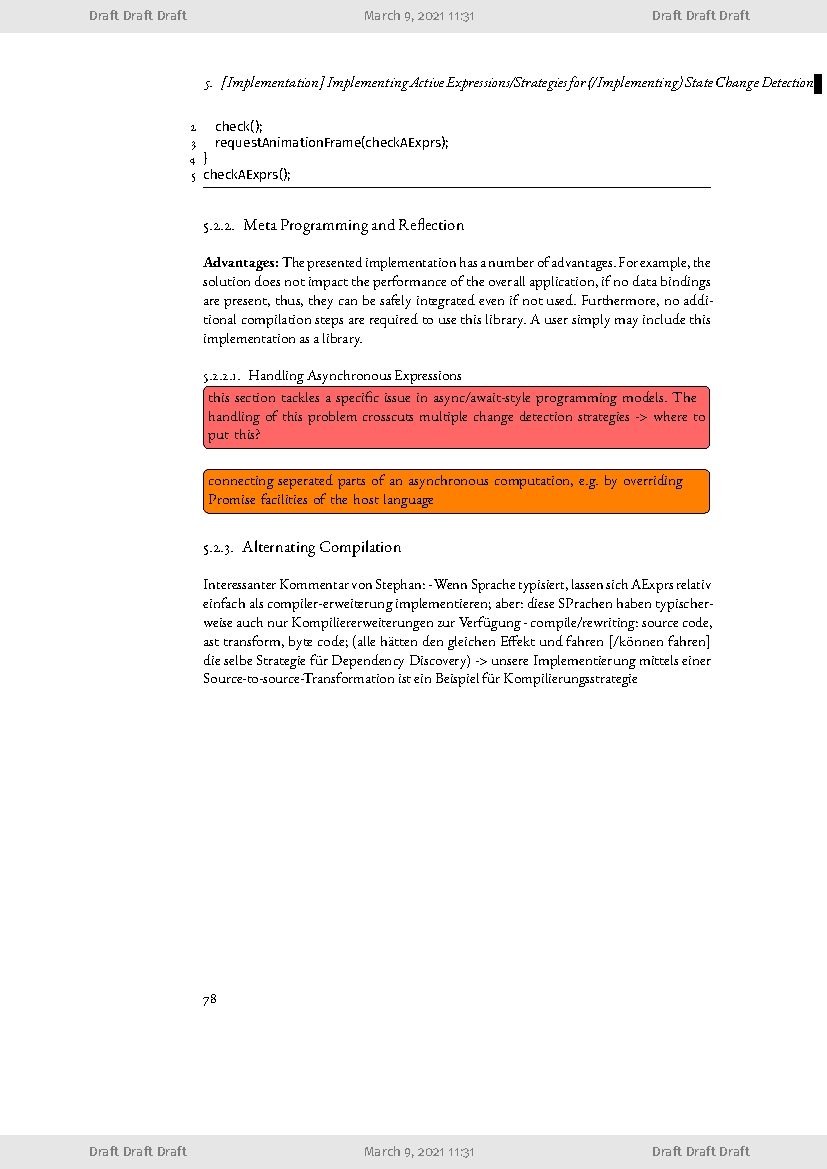 Draft Draft Draft March 9, 2021 11:31 Draft Draft Draft
5. [Implementation] Implementing Active Expressions/Strategies for (/Implementing) State Change Detection
2 check();
3 requestAnimationFrame(checkAExprs);
4 }
5 checkAExprs();
5.2.2. Meta Programming and Reflection
Advantages: The presented implementation has a number of advantages. For example, the
solution does not impact the performance of the overall application, if no data bindings
are present, thus, they can be safely integrated even if not used. Furthermore, no addi-
tional compilation steps are required to use this library. A user simply may include this
implementation as a library.
5.2.2.1. Handling Asynchronous Expressions
this section tackles a specific issue in async/await-style programming models. The
handling of this problem crosscuts multiple change detection strategies -> where to
put this?
connecting seperated parts of an asynchronous computation, e.g. by overriding
Promise facilities of the host language
5.2.3. Alternating Compilation
Interessanter Kommentar von Stephan: - Wenn Sprache typisiert, lassen sich AExprs relativ
einfach als compiler-erweiterung implementieren; aber: diese SPrachen haben typischer-
weise auch nur Kompiliererweiterungen zur Verfügung - compile/rewriting: source code,
ast transform, byte code; (alle hätten den gleichen Effekt und fahren [/können fahren]
die selbe Strategie für Dependency Discovery) -> unsere Implementierung mittels einer
Source-to-source-Transformation ist ein Beispiel für Kompilierungsstrategie
78
Draft Draft Draft March 9, 2021 11:31 Draft Draft Draft